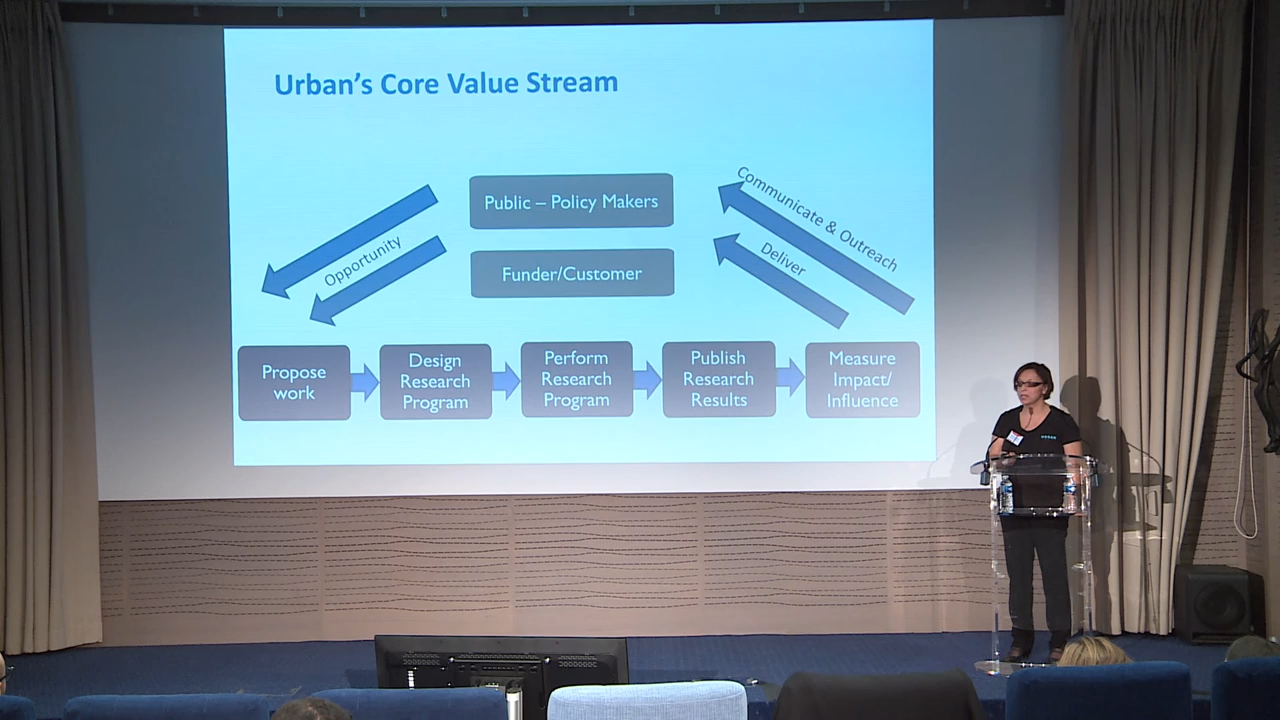 Urban's Core Value Stream
Public – Policy Makers
Funder/Customer
Opportunity
Communicate & Outreach
Deliver
Propose
work
Design
Research
Program
Perform
Research
Program
Publish
Research
Results
Measure
Impact/
Influence
URBAN